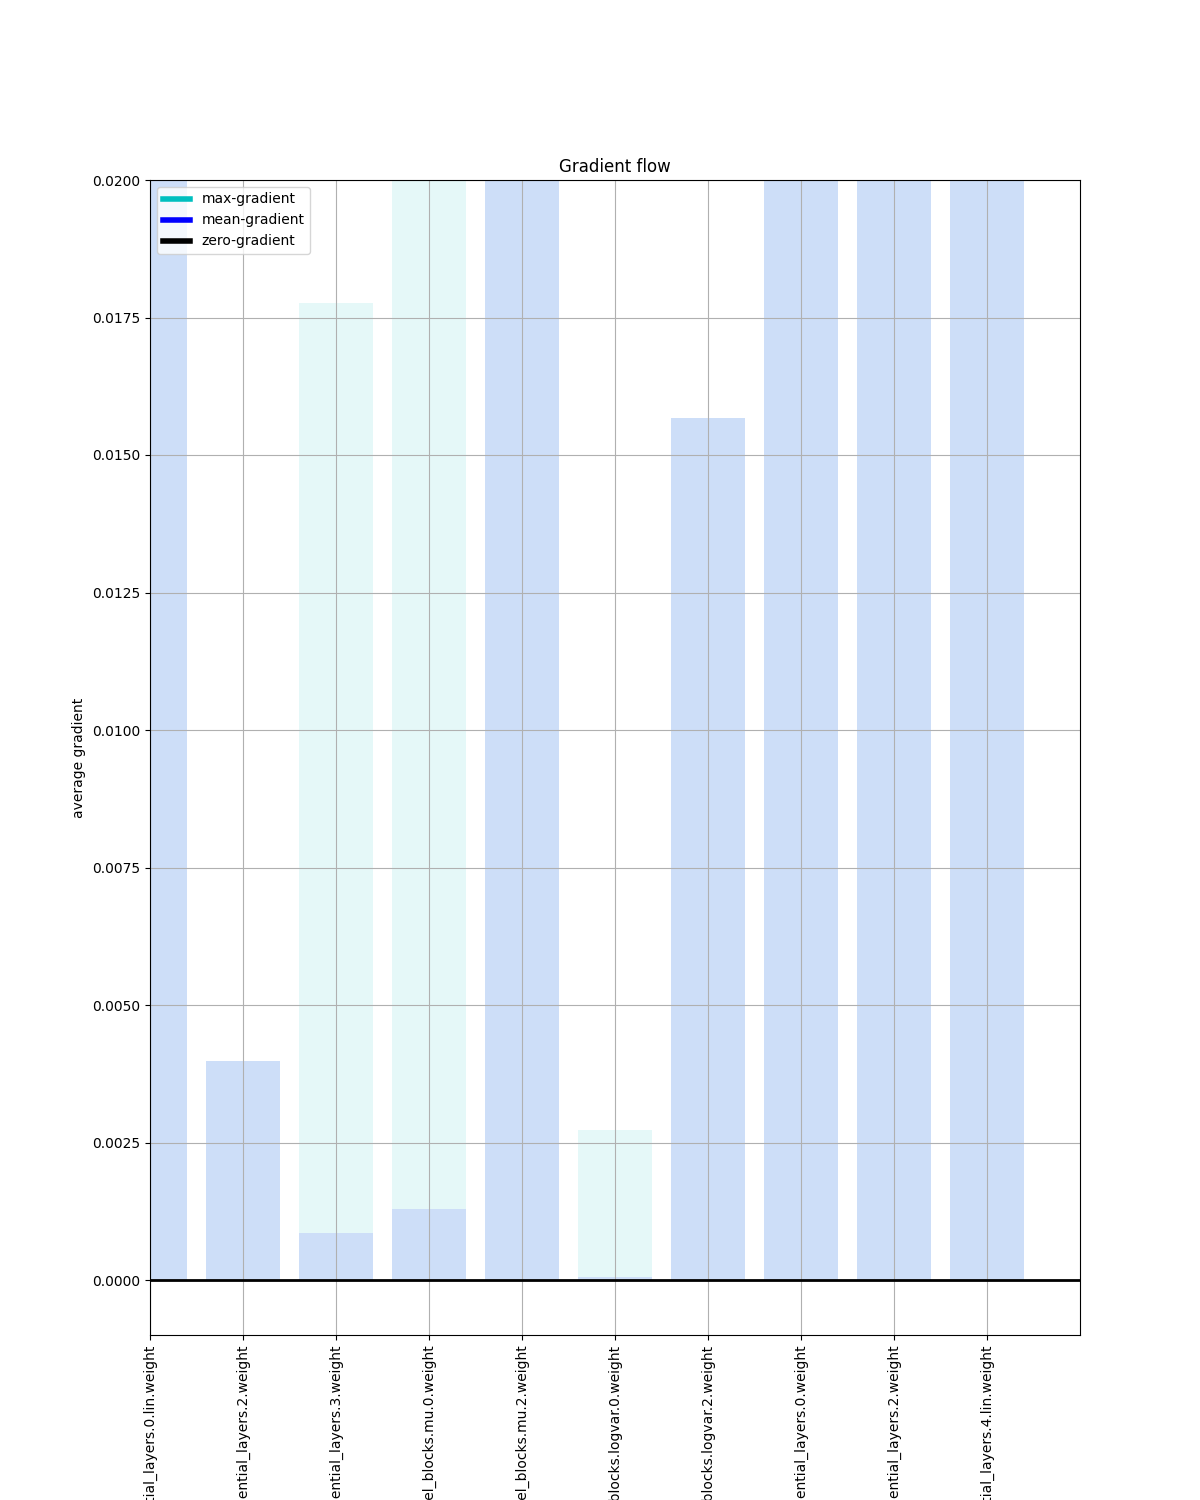 Gradient flow
max-gradient
mean-gradient
zero-gradient
0.0200
0.0175
0.0150
0.0125
0.0100
0.0075
0.0050
0.0025
0.0000
average gradient
tial_layers.0.lin.weight
ential_layers.2.weight
ential_layers.3.weight
el_blocks.mu.0.weight
el_blocks.mu.2.weight
blocks.logvar.0.weight
blocks.logvar.2.weight
ential_layers.0.weight
ential_layers.2.weight
tial_layers.4.lin.weight